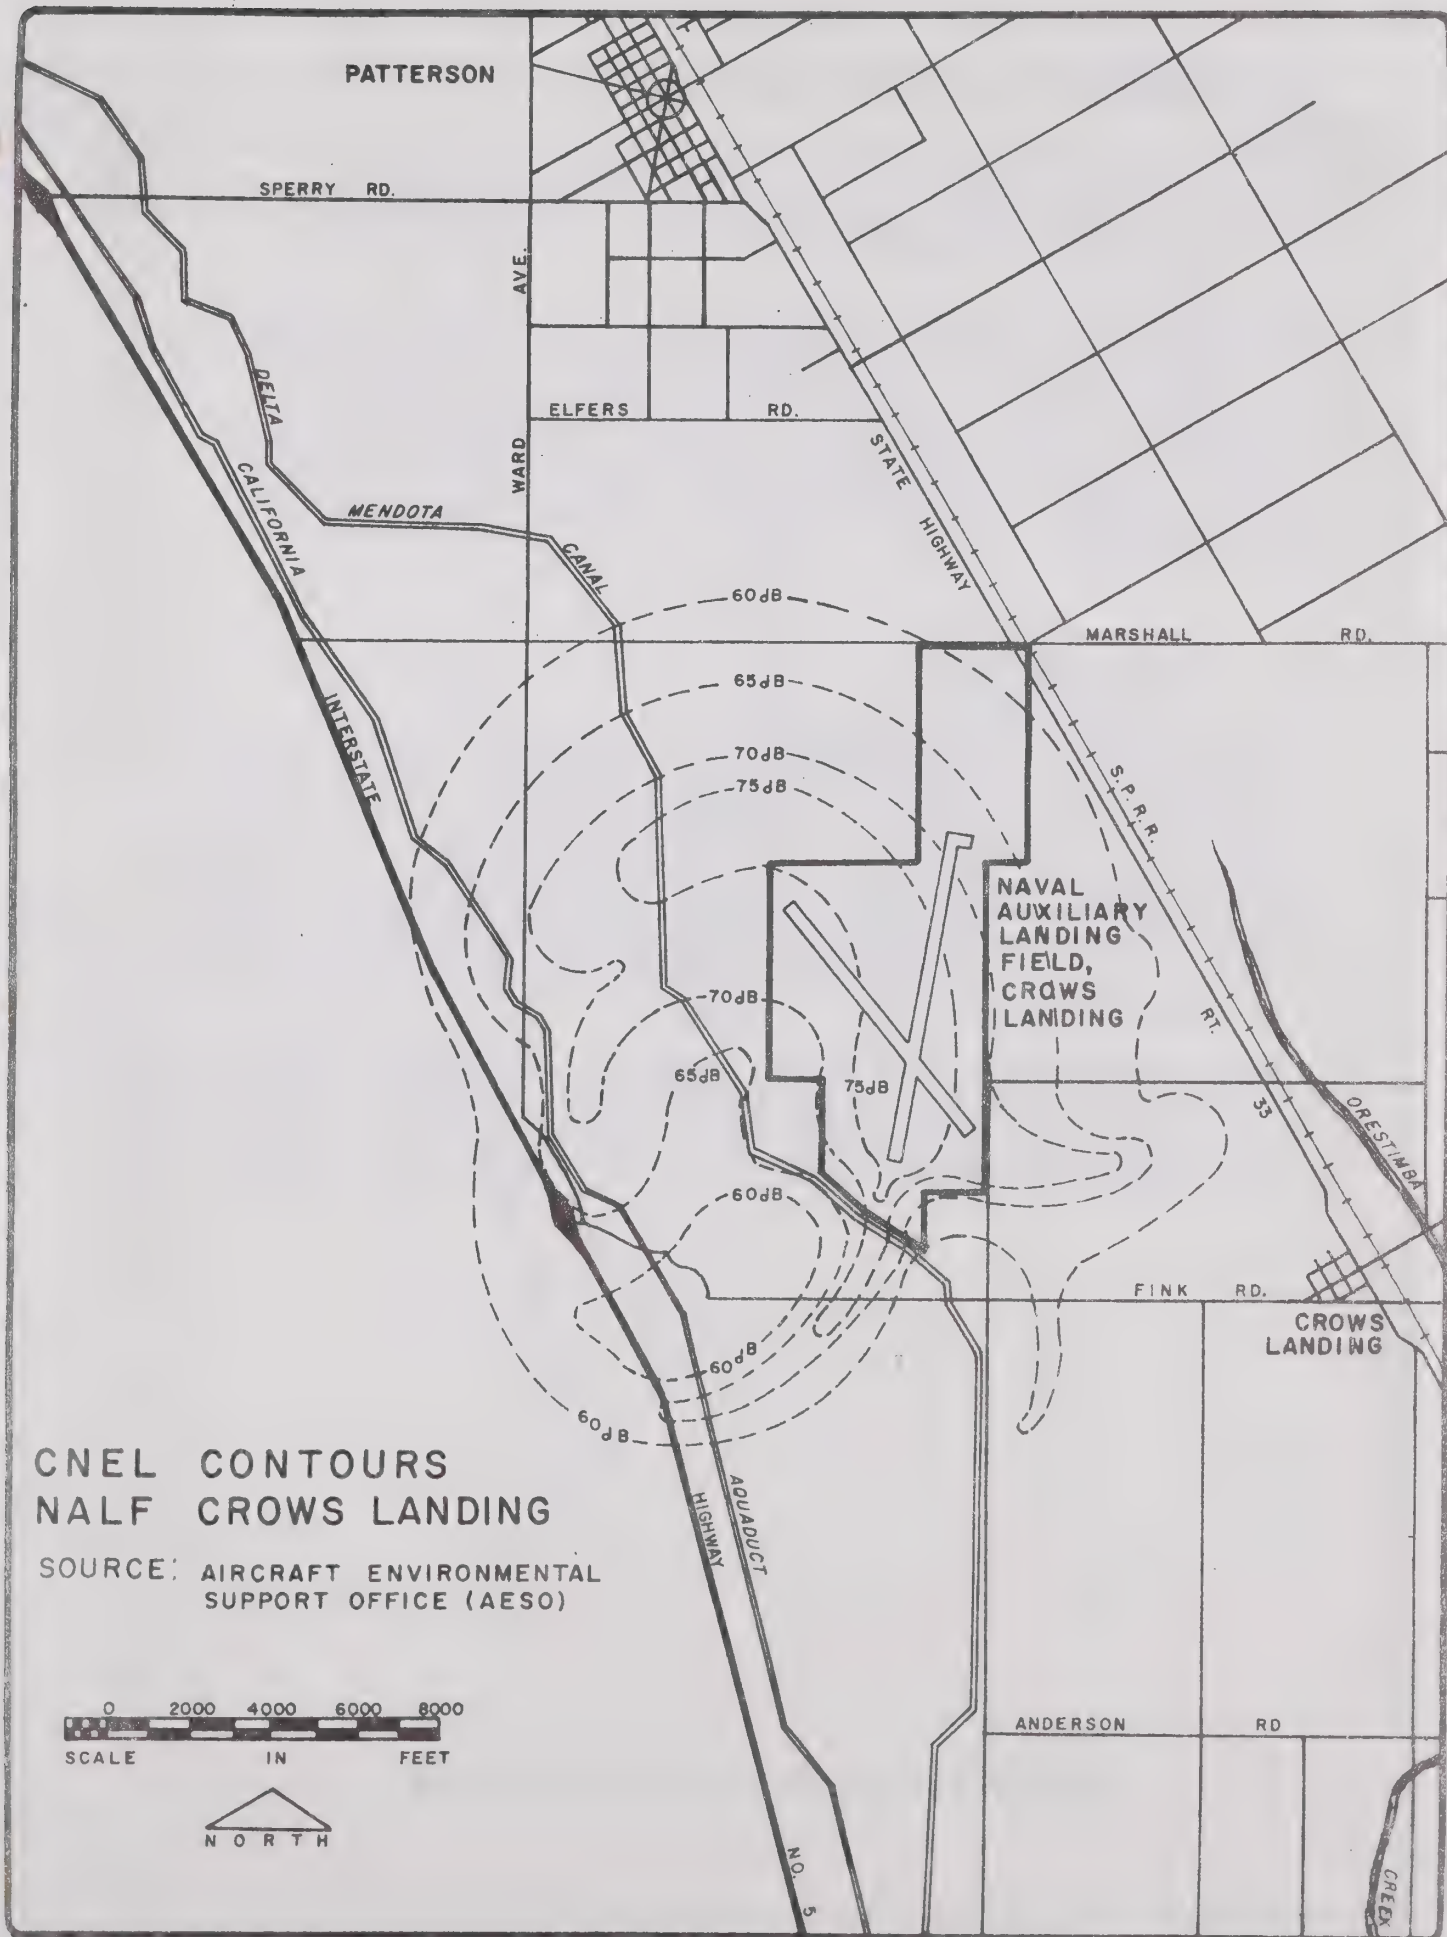 PATTERSON
SPERRY RD.
WARD AVE.
DELTA
MENDOTA
CANAL
CALIFORNIA
ELFERS RD.
STATE
HIGHWAY
60dB
MARSHALL RD.
65dB
INTERSTATE
70dB
75dB
S.P.R.R.
NAVAL
AUXILIARY
LANDING
FIELD,
CROWS
LANDING
70dB
RT.
65dB
75dB
33
ORESTIMBA
60dB
FINK RD.
CROWS
LANDING
60dB
60dB
CNEL CONTOURS
NALF CROWS LANDING
SOURCE: AIRCRAFT ENVIRONMENTAL
SUPPORT OFFICE (AESO)
HIGHWAY
AQUADUCT
0 2000 4000 6000 8000
SCALE IN FEET
ANDERSON RD
NORTH
NO. 5
CREEK